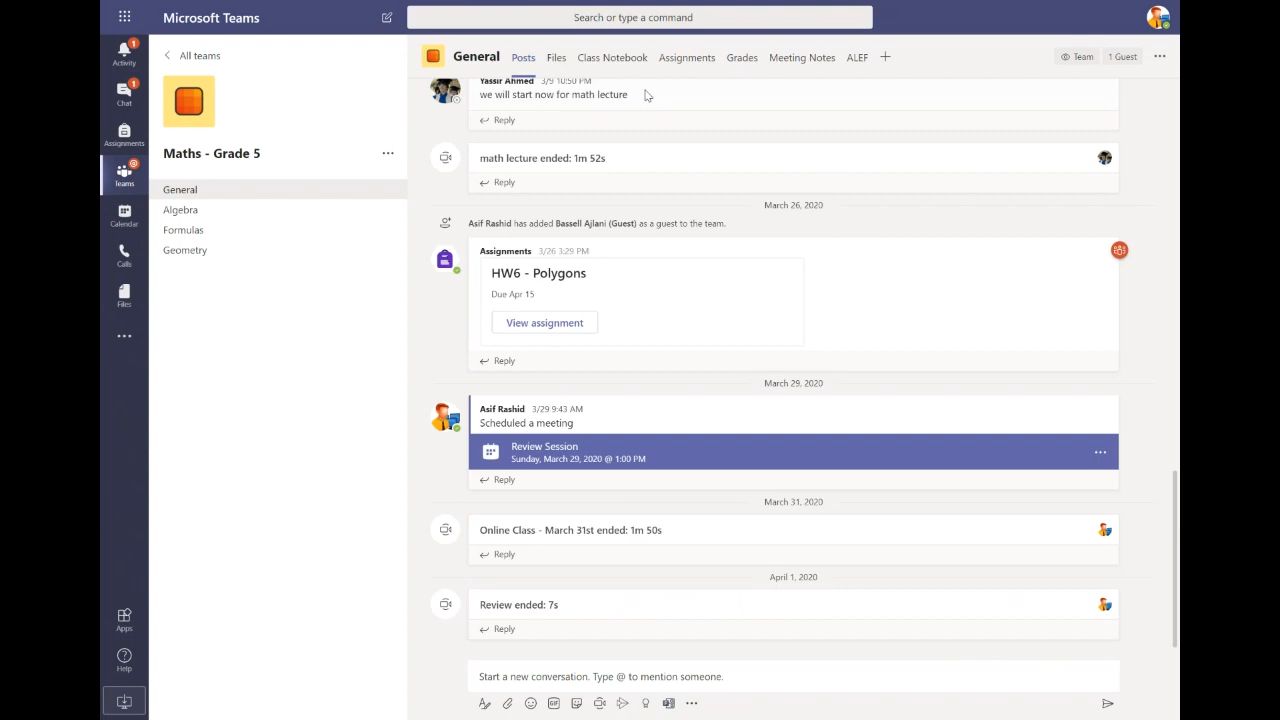 Microsoft Teams
Search or type a command
1
Activity
1
Chat
Assignments
@
Teams
Calendar
Calls
Files
Apps
Help
All teams
Maths - Grade 5
General
Algebra
Formulas
Geometry
General Posts Files Class Notebook Assignments Grades Meeting Notes ALEF
Team
1 Guest
Yassir Ahmed 3/9 10:50 PM
we will start now for math lecture
Reply
math lecture ended: 1m 52s
Reply
March 26, 2020
Asif Rashid has added Bassell Ajlani (Guest) as a guest to the team.
Assignments 3/26 3:29 PM
HW6 - Polygons
Due Apr 15
View assignment
Reply
March 29, 2020
Asif Rashid 3/29 9:43 AM
Scheduled a meeting
Review Session
Sunday, March 29, 2020 @ 1:00 PM
Reply
March 31, 2020
Online Class - March 31st ended: 1m 50s
Reply
April 1, 2020
Review ended: 7s
Reply
Start a new conversation. Type @ to mention someone.
GIF